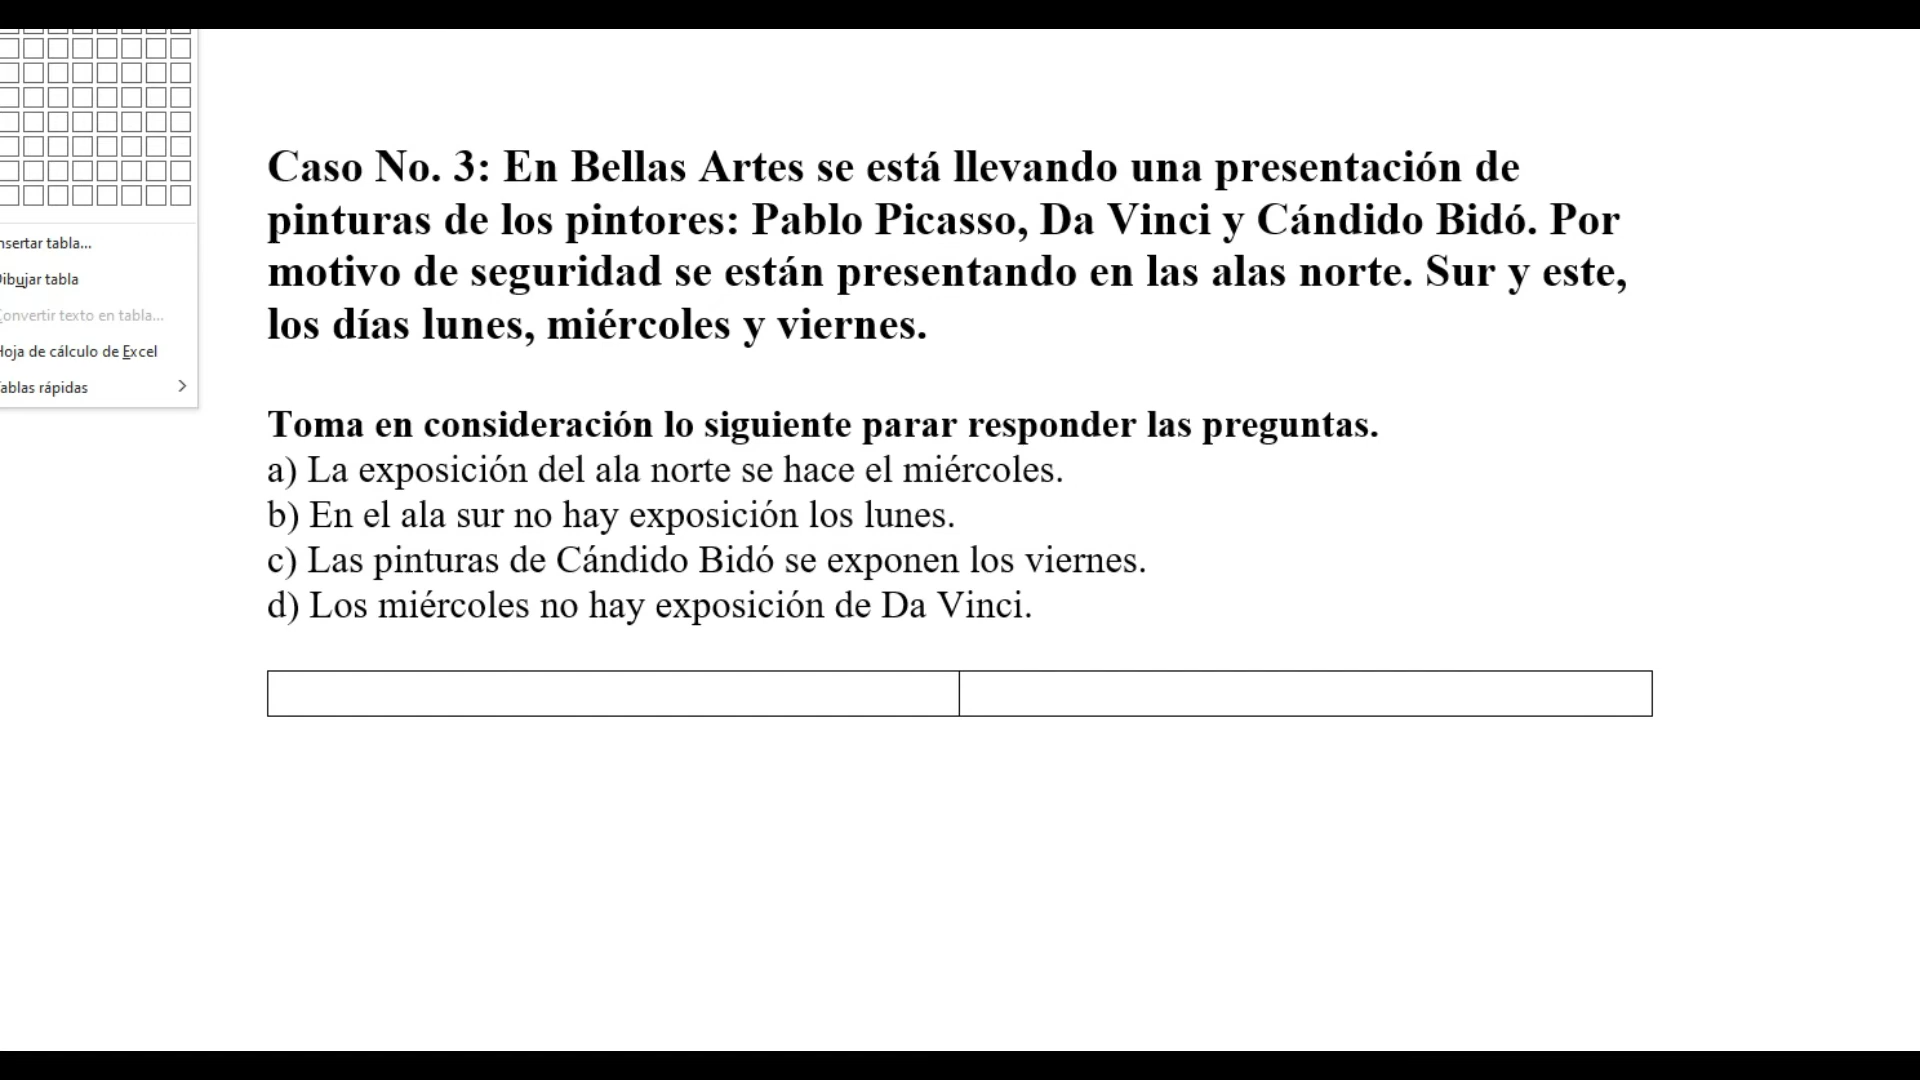 Caso No. 3: En Bellas Artes se está llevando una presentación de
pinturas de los pintores: Pablo Picasso, Da Vinci y Cándido Bidó. Por
motivo de seguridad se están presentando en las alas norte. Sur y este,
los días lunes, miércoles y viernes.
Toma en consideración lo siguiente parar responder las preguntas.
a) La exposición del ala norte se hace el miércoles.
b) En el ala sur no hay exposición los lunes.
c) Las pinturas de Cándido Bidó se exponen los viernes.
d) Los miércoles no hay exposición de Da Vinci.
nsertar tabla...
Dibujar tabla
Convertir texto en tabla...
Hoja de cálculo de Excel
ablas rápidas